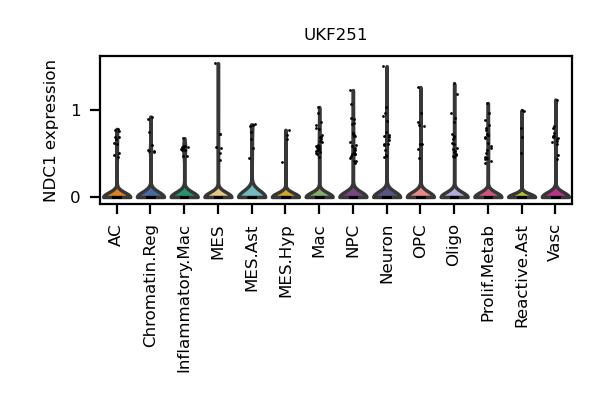 UKF251
NDC1 expression
1
0
AC
Chromatin.Reg
Inflammatory.Mac
MES
MES.Ast
MES.Hyp
Mac
NPC
Neuron
OPC
Oligo
Prolif.Metab
Reactive.Ast
Vasc